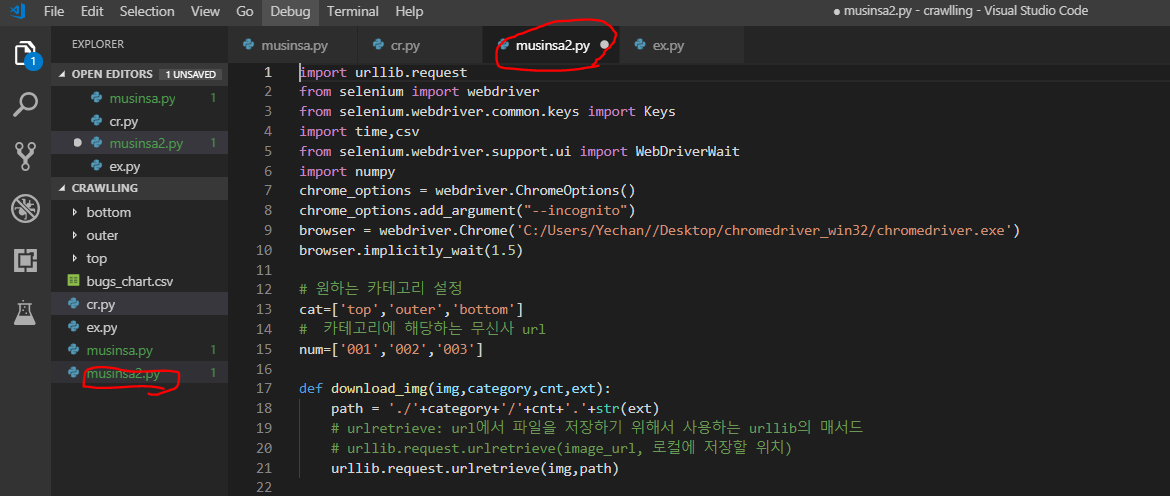 File Edit Selection View Go Debug Terminal Help
● musinsa2.py - crawlling - Visual Studio Code
EXPLORER
musinsa.py cr.py musinsa2.py ex.py
1
OPEN EDITORS 1 UNSAVED
musinsa.py 1
cr.py
musinsa2.py 1
ex.py
CRAWLLING
bottom
outer
top
bugs_chart.csv
cr.py
ex.py
musinsa.py 1
musinsa2.py 1
1 import urllib.request
2 from selenium import webdriver
3 from selenium.webdriver.common.keys import Keys
4 import time,csv
5 from selenium.webdriver.support.ui import WebDriverWait
6 import numpy
7 chrome_options = webdriver.ChromeOptions()
8 chrome_options.add_argument("--incognito")
9 browser = webdriver.Chrome('C:/Users/Yechan//Desktop/chromedriver_win32/chromedriver.exe')
10 browser.implicitly_wait(1.5)
11
12 # 원하는 카테고리 설정
13 cat=['top','outer','bottom']
14 #  카테고리에 해당하는 무신사 url
15 num=['001','002','003']
16
17 def download_img(img,category,cnt,ext):
18     path = './'+category+'/'+cnt+'.'+str(ext)
19     # urlretrieve: url에서 파일을 저장하기 위해서 사용하는 urllib의 매서드
20     # urllib.request.urlretrieve(image_url, 로컬에 저장할 위치)
21     urllib.request.urlretrieve(img,path)
22